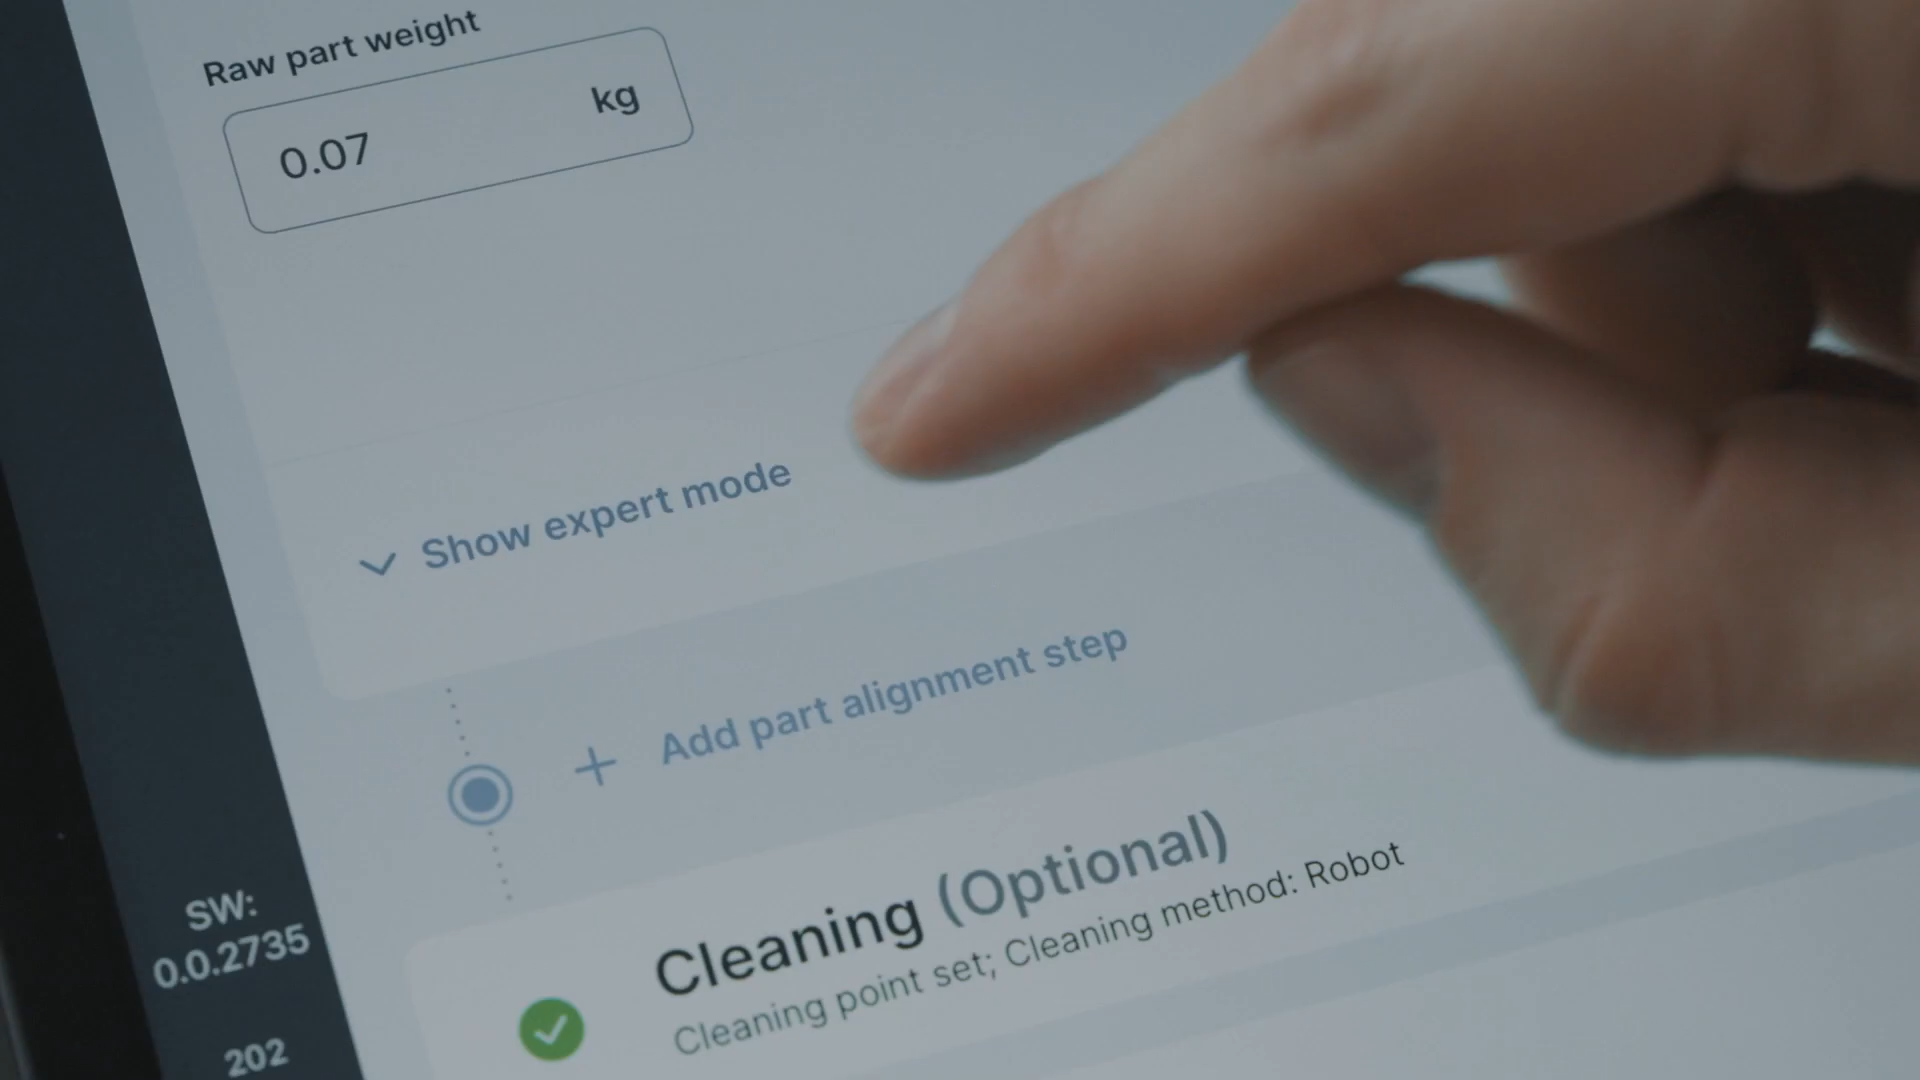 Raw part weight
0.07 kg
Show expert mode
Add part alignment step
Cleaning (Optional)
Cleaning point set; Cleaning method: Robot
SW:
0.0.2735
202